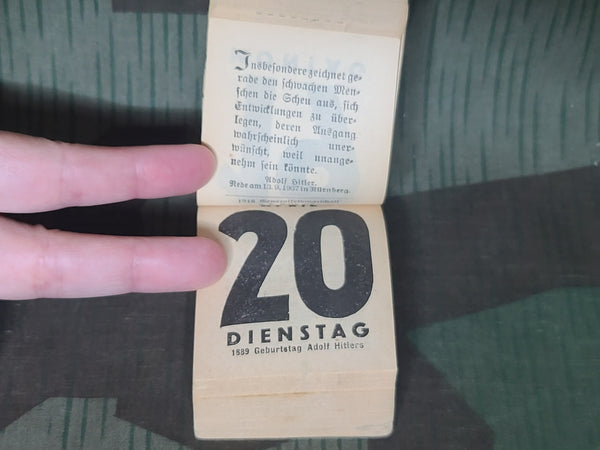 Insbesondere zeichnet ge-
rade den schwachen Men-
schen die Scheu aus, sich
Entwicklungen zu über-
legen, deren Ausgang
wahrscheinlich uner-
wünscht, weil unange-
nehm sein könnte.
Adolf Hitler.
Rede am 13. 9. 1937 in Nürnberg.
20
DIENSTAG
1889 Geburtstag Adolf Hitlers